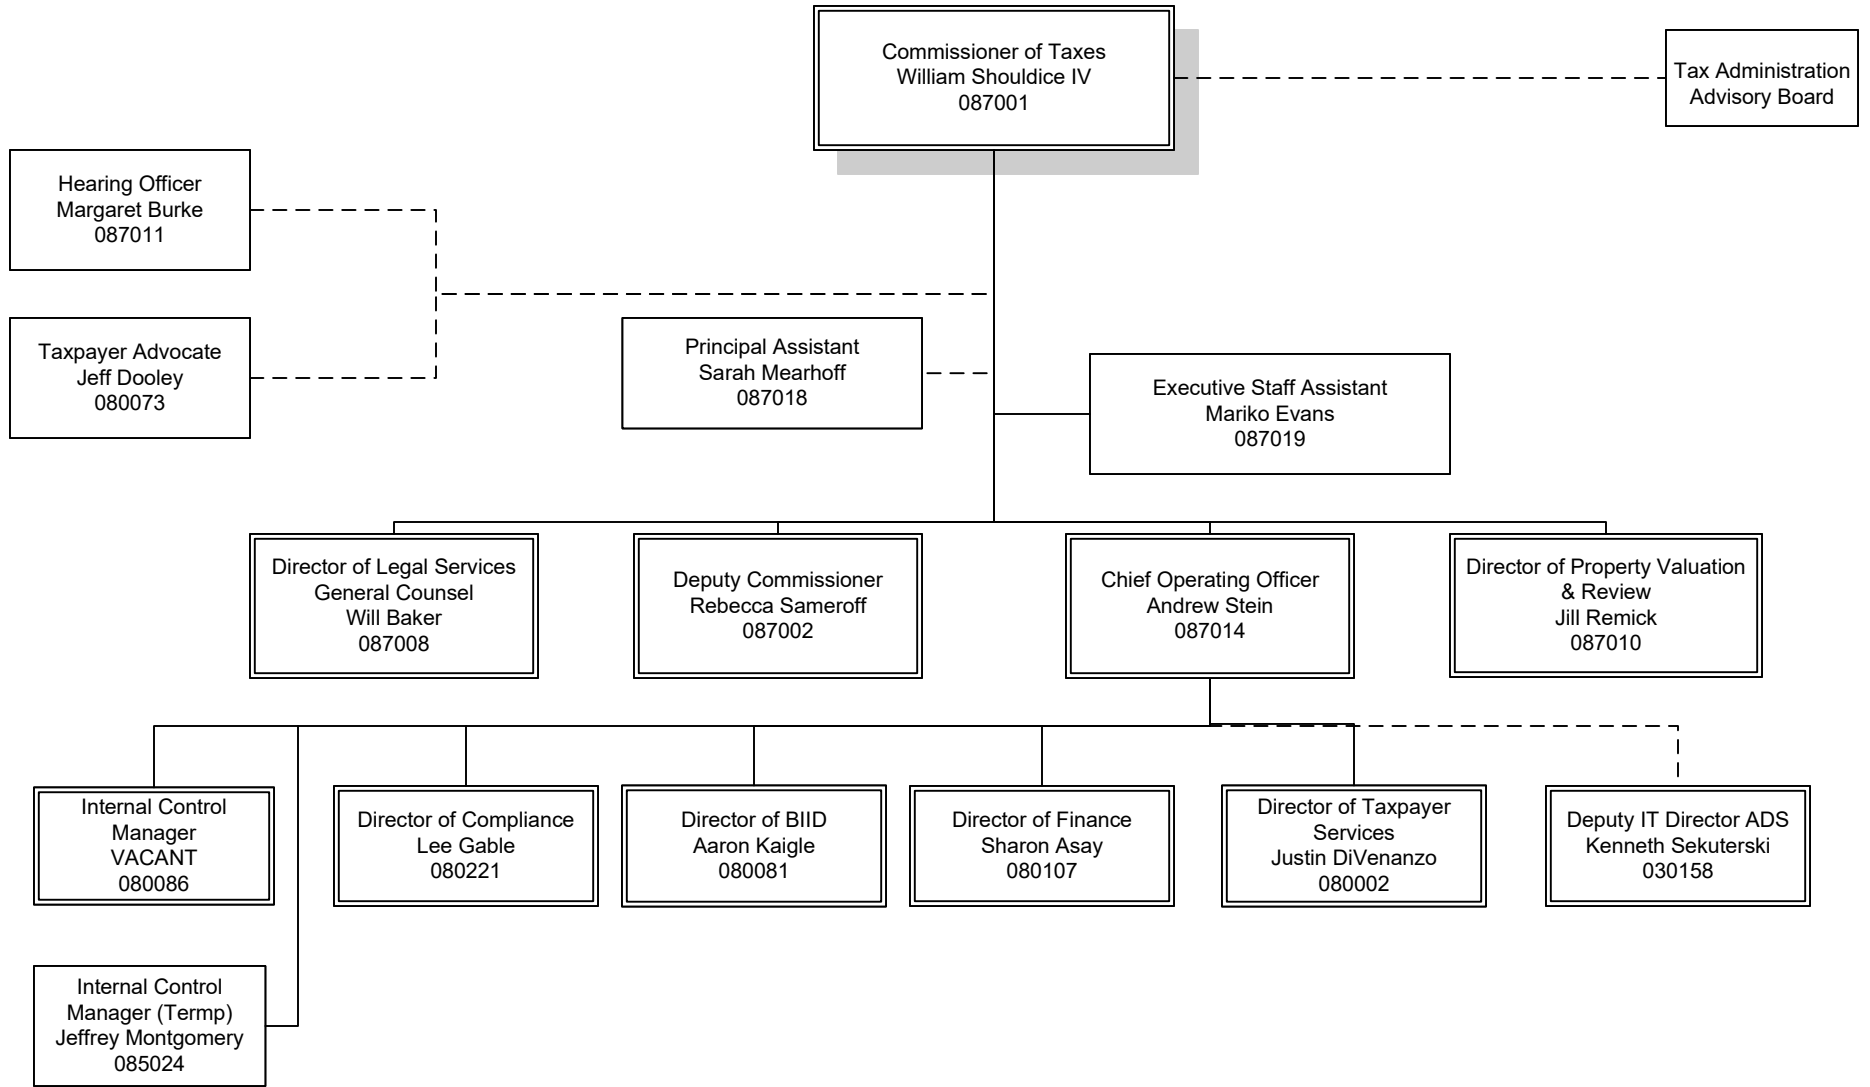 Commissioner of Taxes
William Shouldice IV
087001
Tax Administration
Advisory Board
Hearing Officer
Margaret Burke
087011
Taxpayer Advocate
Jeff Dooley
080073
Principal Assistant
Sarah Mearhoff
087018
Executive Staff Assistant
Mariko Evans
087019
Director of Legal Services
General Counsel
Will Baker
087008
Deputy Commissioner
Rebecca Sameroff
087002
Chief Operating Officer
Andrew Stein
087014
Director of Property Valuation
& Review
Jill Remick
087010
Internal Control
Manager
VACANT
080086
Director of Compliance
Lee Gable
080221
Director of BIID
Aaron Kaigle
080081
Director of Finance
Sharon Asay
080107
Director of Taxpayer
Services
Justin DiVenanzo
080002
Deputy IT Director ADS
Kenneth Sekuterski
030158
Internal Control
Manager (Termp)
Jeffrey Montgomery
085024